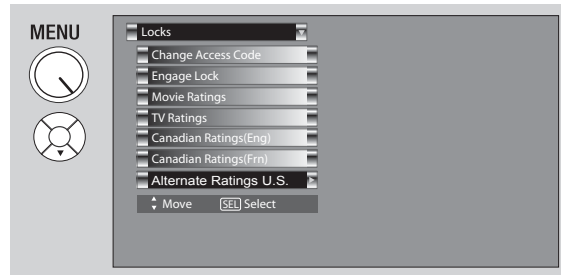 MENU
Locks
Change Access Code
Engage Lock
Movie Ratings
TV Ratings
Canadian Ratings(Eng)
Canadian Ratings(Frn)
Alternate Ratings U.S.
Move SEL Select